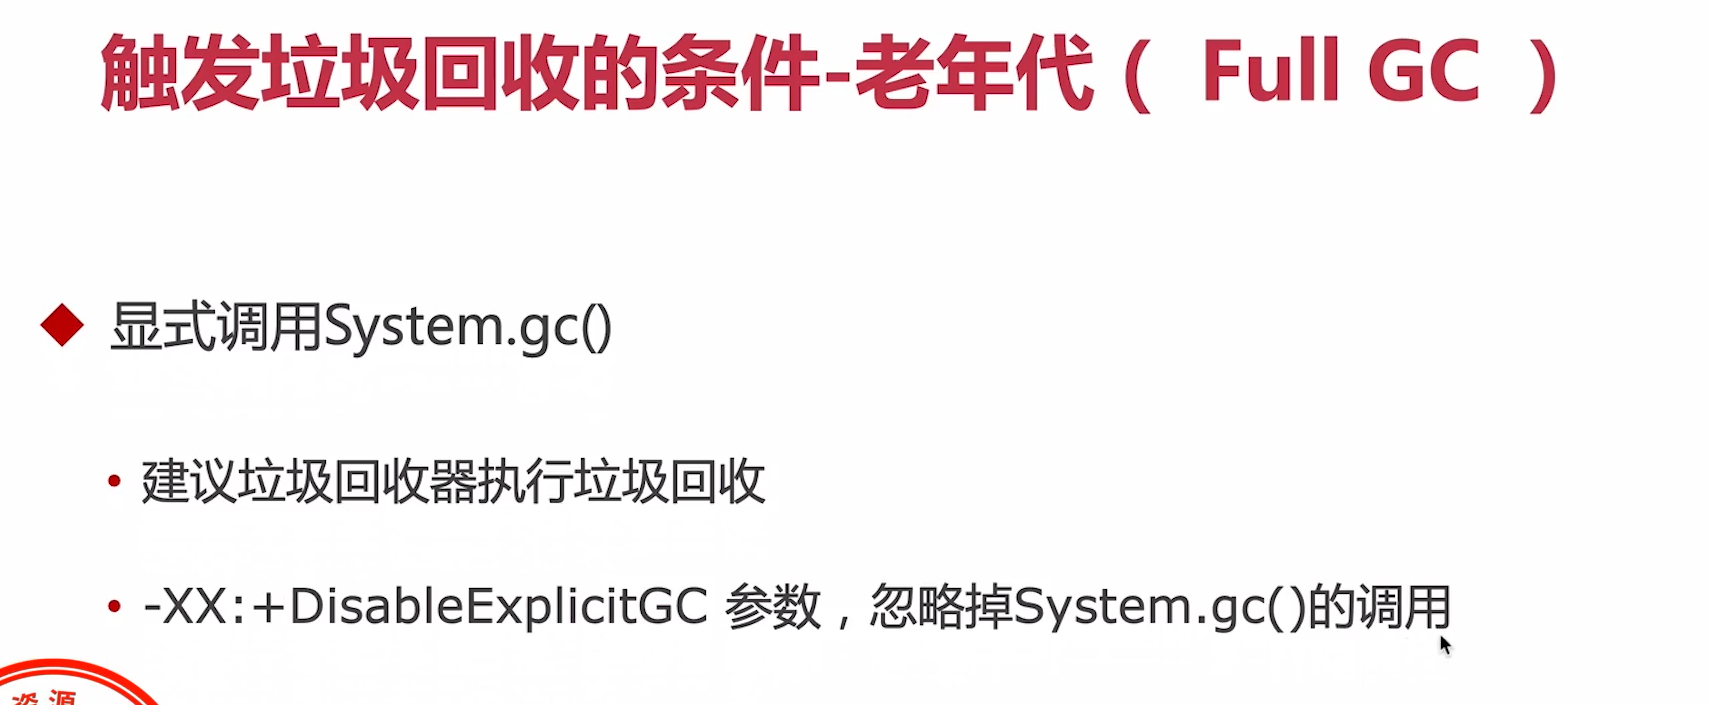 触发垃圾回收的条件-老年代（ Full GC ）
显式调用System.gc()
建议垃圾回收器执行垃圾回收
-XX:+DisableExplicitGC 参数，忽略掉System.gc()的调用
资源